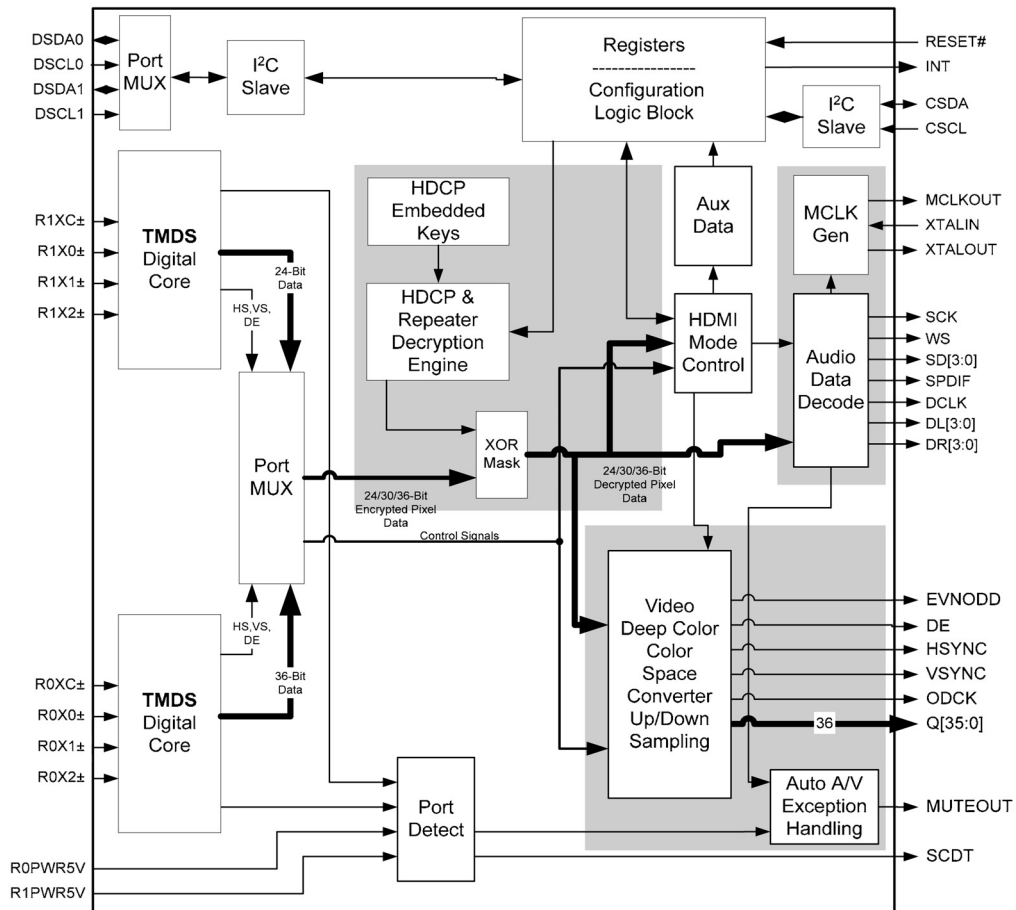 DSDA0
DSCL0
DSDA1
DSCL1
Port
MUX
I²C
Slave
Registers
Configuration
Logic Block
RESET#
INT
I²C
Slave
CSDA
CSCL
R1XC±
R1X0±
R1X1±
R1X2±
TMDS
Digital
Core
24-Bit
Data
HS,VS,
DE
HDCP
Embedded
Keys
HDCP &
Repeater
Decryption
Engine
Aux
Data
MCLK
Gen
MCLKOUT
XTALIN
XTALOUT
HDMI
Mode
Control
Audio
Data
Decode
SCK
WS
SD[3:0]
SPDIF
DCLK
DL[3:0]
DR[3:0]
Port
MUX
XOR
Mask
24/30/36-Bit
Encrypted Pixel
Data
24/30/36-Bit
Decrypted Pixel
Data
Control Signals
HS,VS,
DE
36-Bit
Data
R0XC±
R0X0±
R0X1±
R0X2±
TMDS
Digital
Core
Video
Deep Color
Color
Space
Converter
Up/Down
Sampling
EVNODD
DE
HSYNC
VSYNC
ODCK
36
Q[35:0]
Port
Detect
Auto A/V
Exception
Handling
MUTEOUT
SCDT
R0PWR5V
R1PWR5V